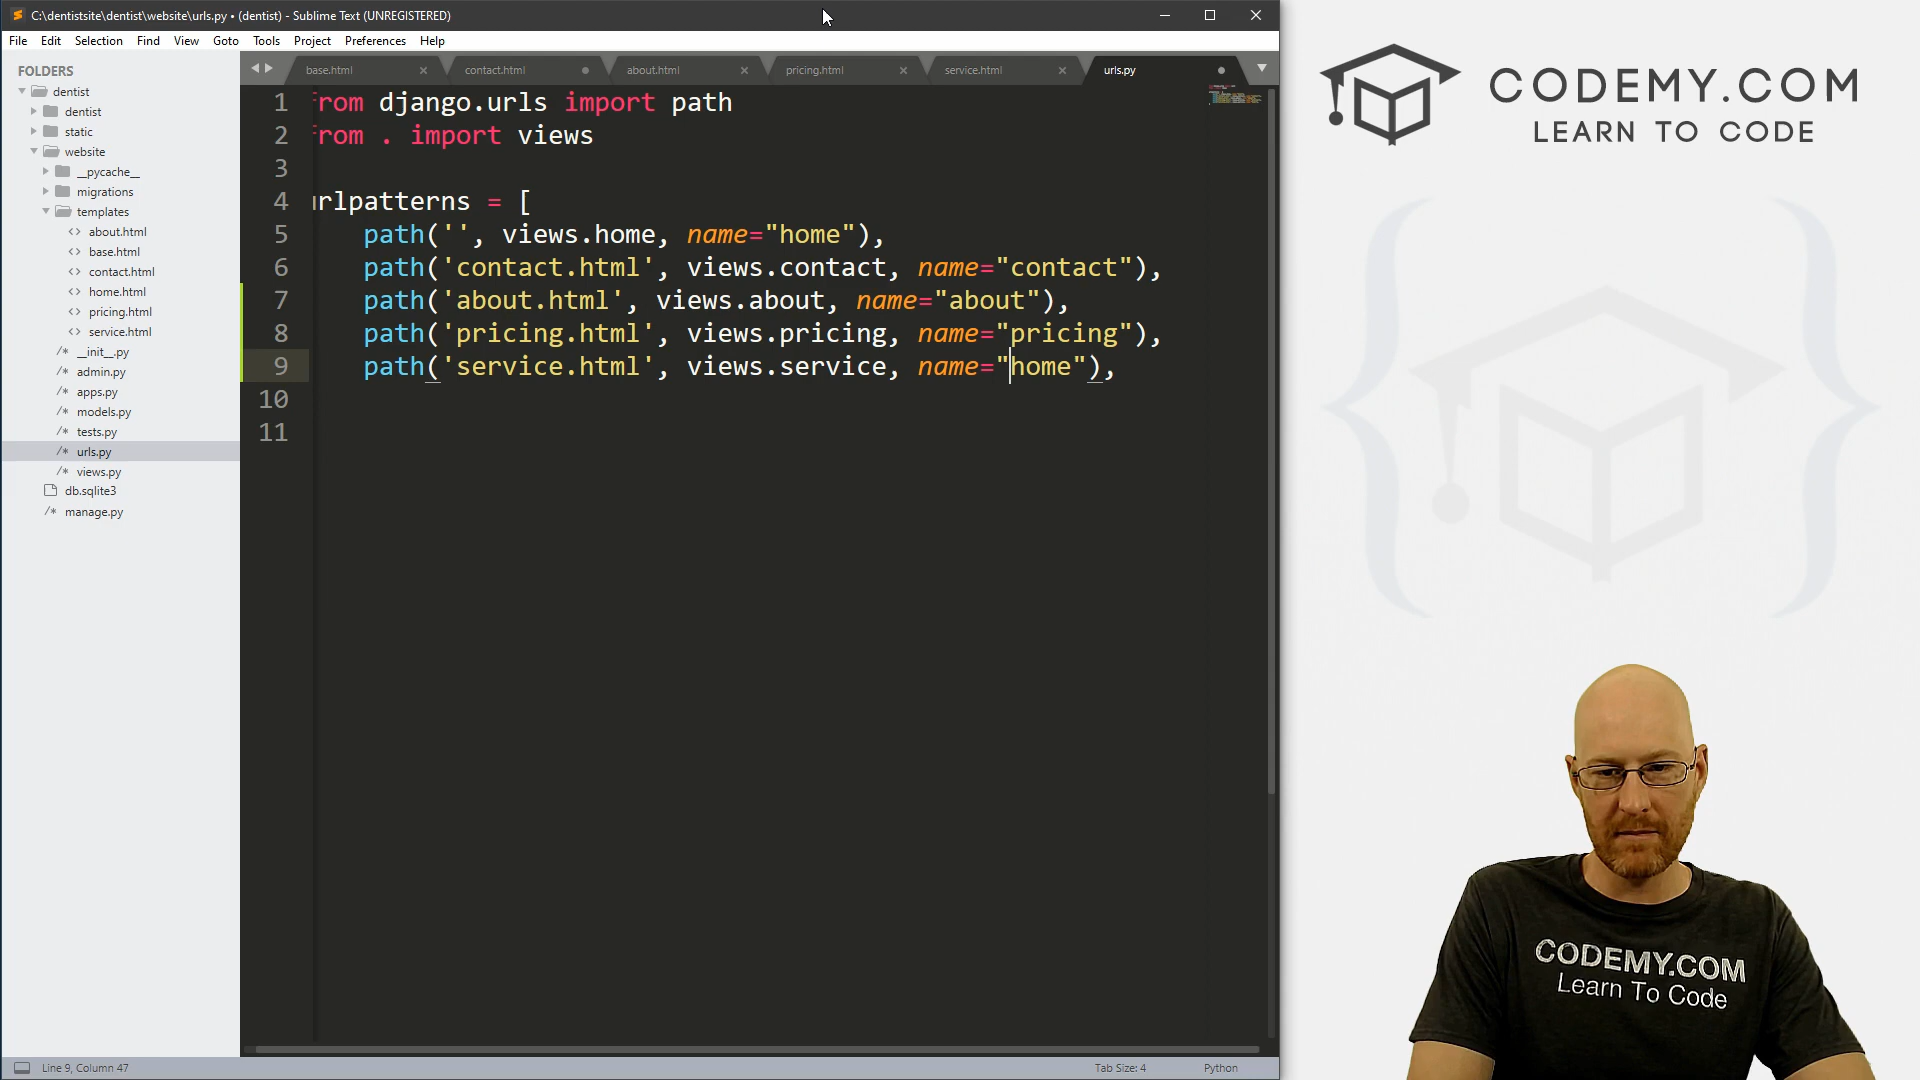 C:\dentistsite\dentist\website\urls.py • (dentist) - Sublime Text (UNREGISTERED)
File Edit Selection Find View Goto Tools Project Preferences Help
FOLDERS
dentist
dentist
static
website
__pycache__
migrations
templates
about.html
base.html
contact.html
home.html
pricing.html
service.html
__init__.py
admin.py
apps.py
models.py
tests.py
urls.py
views.py
db.sqlite3
manage.py
base.html contact.html about.html pricing.html service.html urls.py
1 from django.urls import path
2 from . import views
3
4 urlpatterns = [
5 path('', views.home, name="home"),
6 path('contact.html', views.contact, name="contact"),
7 path('about.html', views.about, name="about"),
8 path('pricing.html', views.pricing, name="pricing"),
9 path('service.html', views.service, name="home"),
10
11
Line 9, Column 47
Tab Size: 4
Python
CODEMY.COM
LEARN TO CODE
CODEMY.COM
Learn To Code